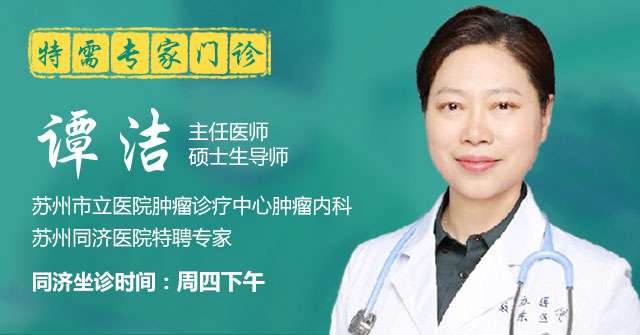 特需专家门诊
谭洁
主任医师
硕士生导师
苏州市立医院肿瘤诊疗中心肿瘤内科
苏州同济医院特聘专家
同济坐诊时间：周四下午